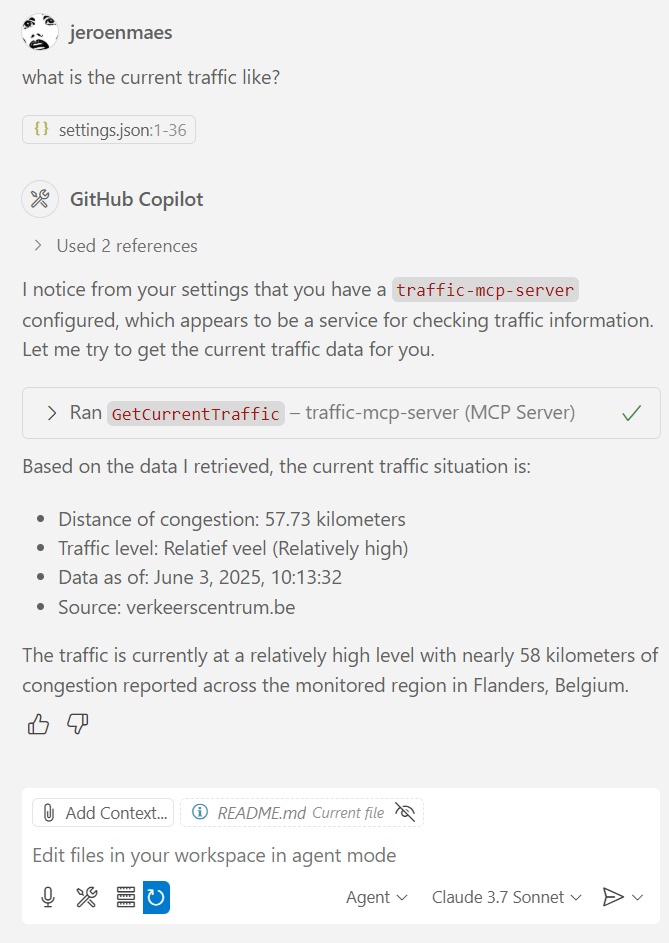 jeroenmaes
what is the current traffic like?
{} settings.json:1-36
GitHub Copilot
Used 2 references
I notice from your settings that you have a traffic-mcp-server
configured, which appears to be a service for checking traffic information.
Let me try to get the current traffic data for you.
Ran GetCurrentTraffic – traffic-mcp-server (MCP Server)
Based on the data I retrieved, the current traffic situation is:
• Distance of congestion: 57.73 kilometers
• Traffic level: Relatief veel (Relatively high)
• Data as of: June 3, 2025, 10:13:32
• Source: verkeerscentrum.be
The traffic is currently at a relatively high level with nearly 58 kilometers of
congestion reported across the monitored region in Flanders, Belgium.
Add Context... README.md Current file
Edit files in your workspace in agent mode
Agent Claude 3.7 Sonnet